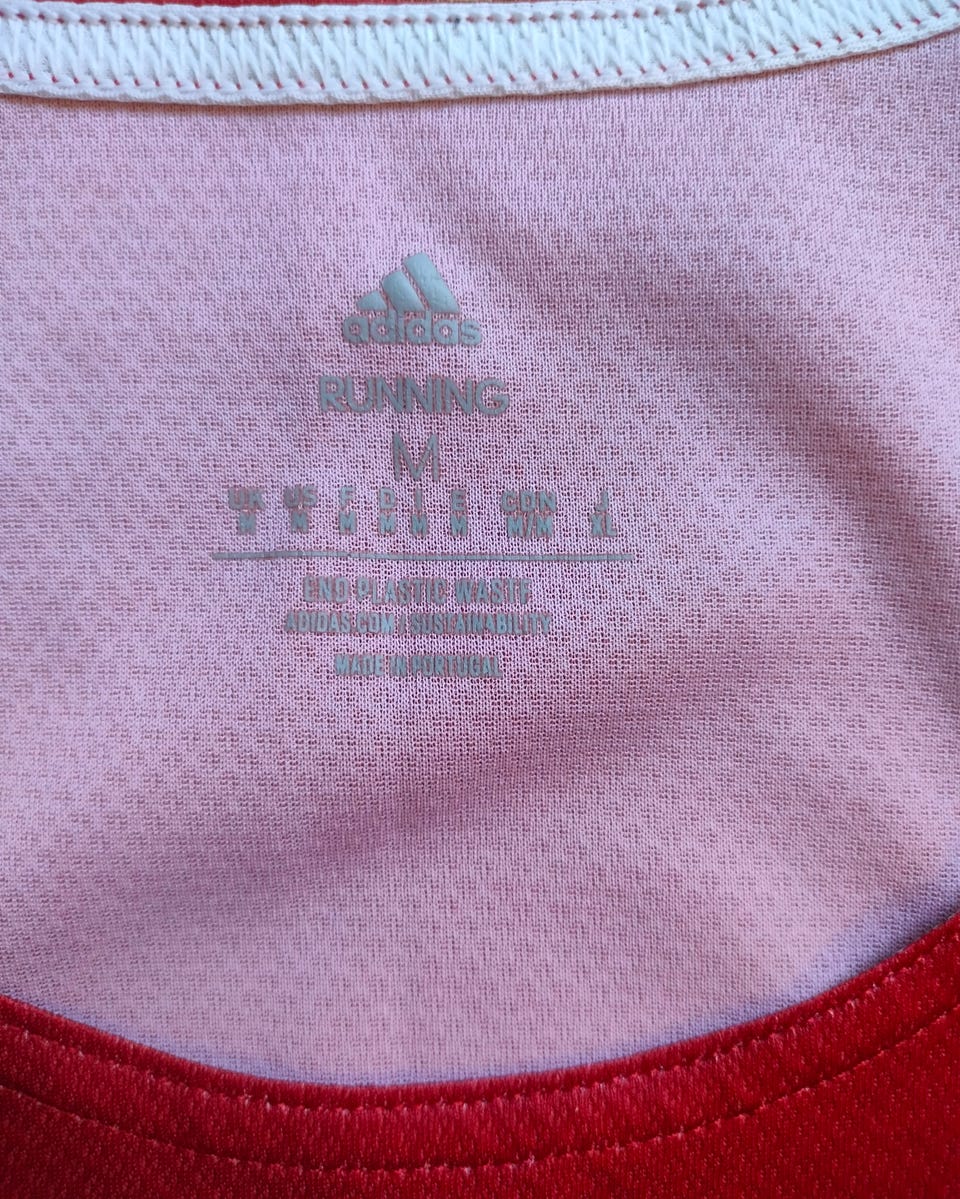 adidas
RUNNING
M
UK US F D I E CDN J
M M M M M M M/M XL
END PLASTIC WASTE
ADIDAS.COM/SUSTAINABILITY
MADE IN PORTUGAL